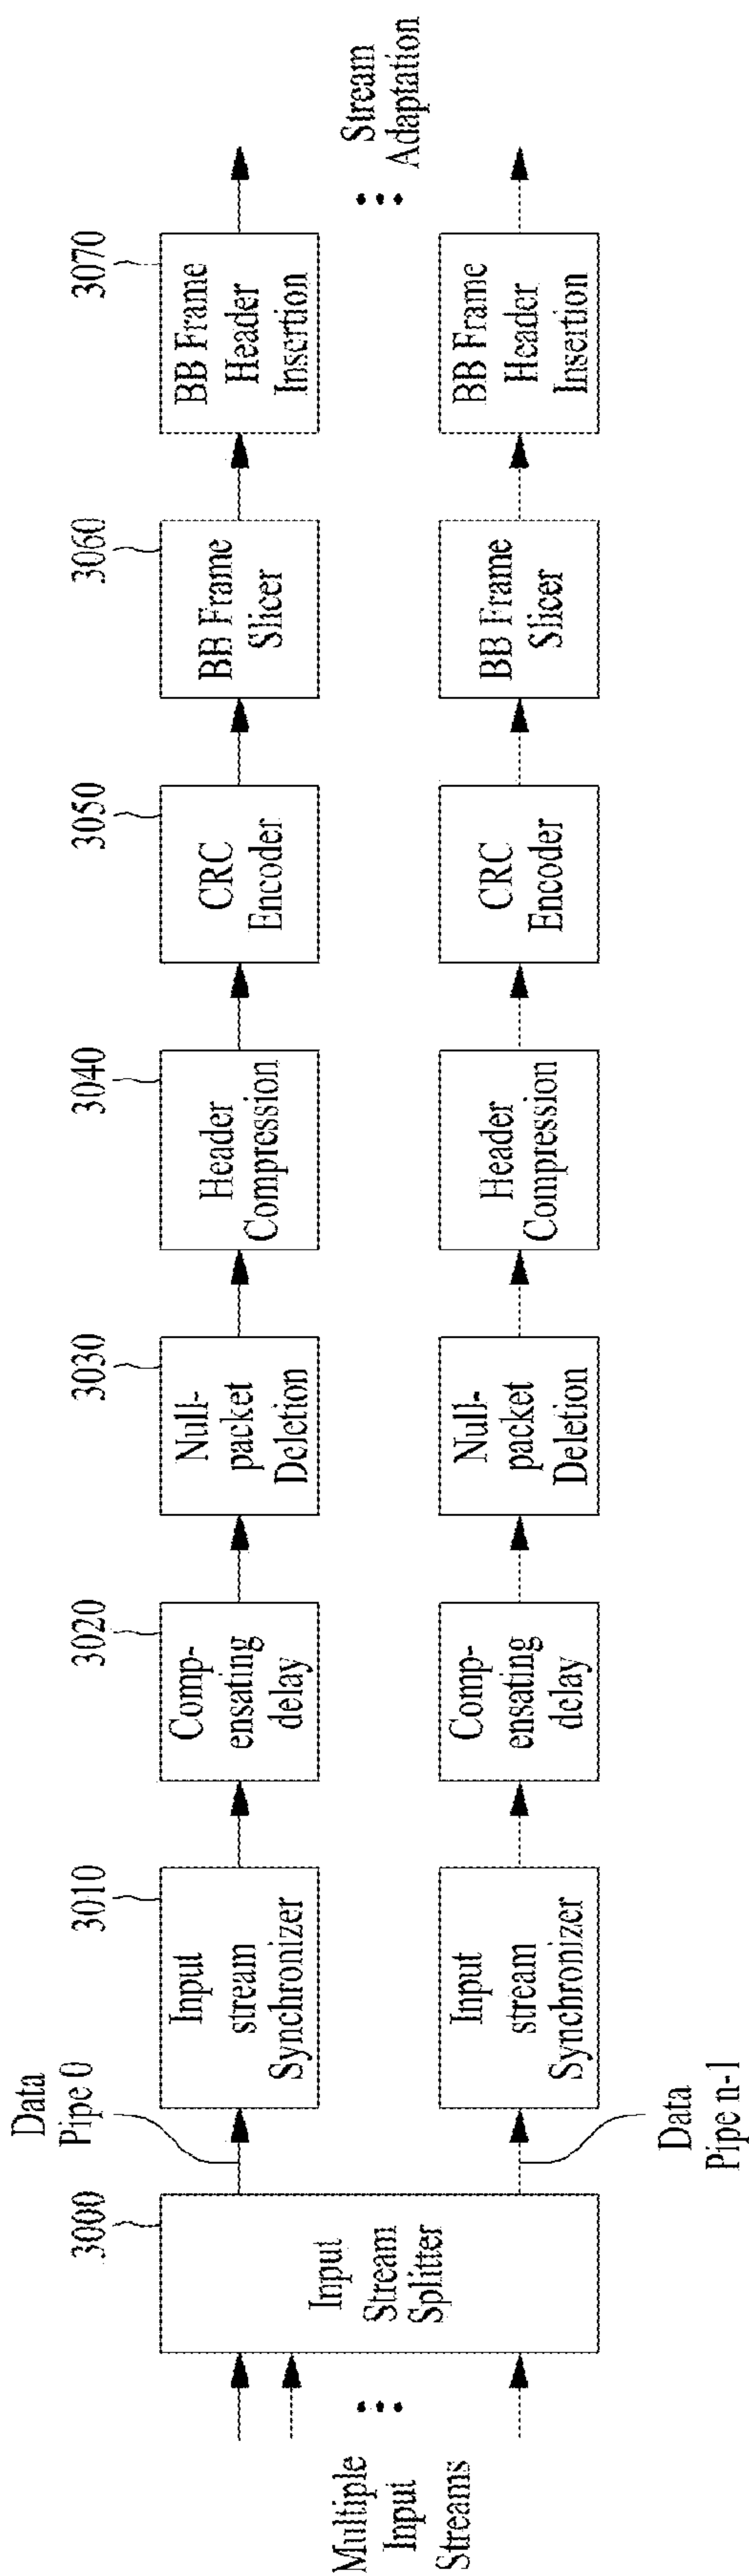 Multiple
Input
Streams
3000
Input
Stream
Splitter
Data
Pipe 0
3010
Input
stream
Synchronizer
3020
Comp-
ensating
delay
3030
Null-
packet
Deletion
3040
Header
Compression
3050
CRC
Encoder
3060
BB Frame
Slicer
3070
BB Frame
Header
Insertion
Stream
Adaptation
Data
Pipe n-1
Input
stream
Synchronizer
Comp-
ensating
delay
Null-
packet
Deletion
Header
Compression
CRC
Encoder
BB Frame
Slicer
BB Frame
Header
Insertion